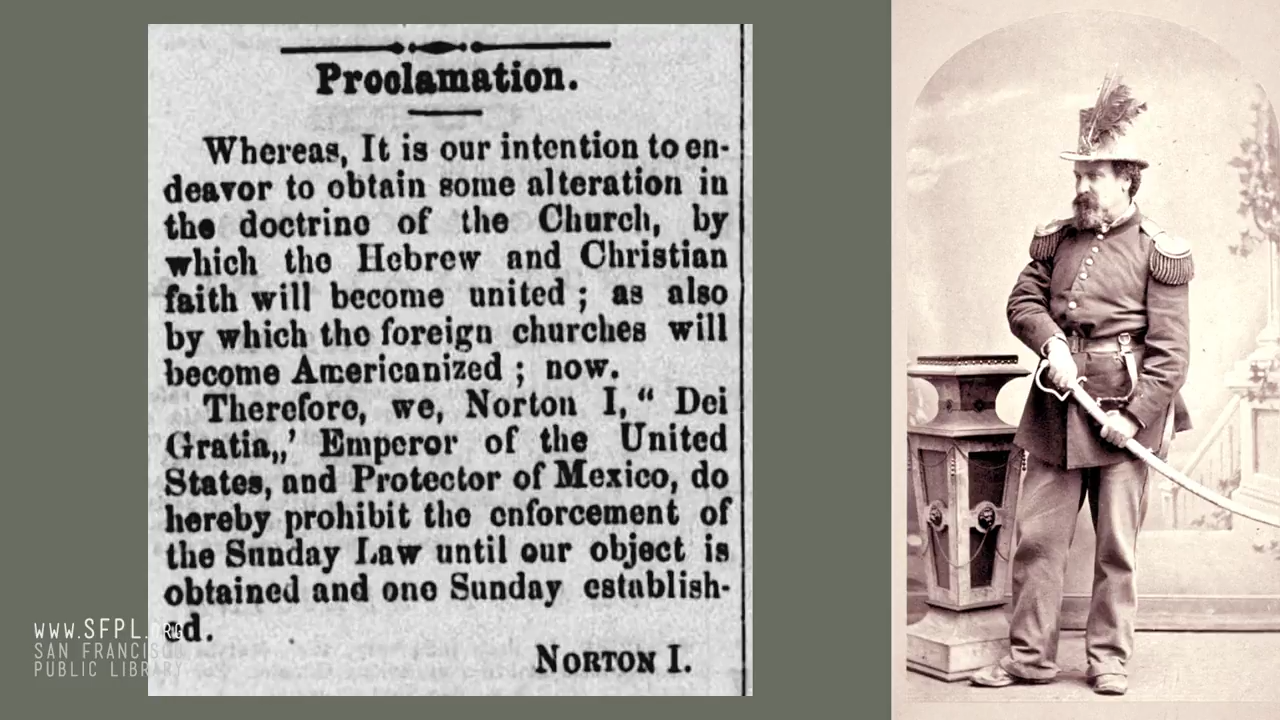 Proclamation.
Whereas, It is our intention to en-
deavor to obtain some alteration in
the doctrine of the Church, by
which the Hebrew and Christian
faith will become united ; as also
by which the foreign churches will
become Americanized ; now.
Therefore, we, Norton I, “ Dei
Gratia,,’ Emperor of the United
States, and Protector of Mexico, do
hereby prohibit the enforcement of
the Sunday Law until our object is
obtained and one Sunday establish-
ed.
NORTON I.
WWW.SFPL.ORG
SAN FRANCISCO
PUBLIC LIBRARY